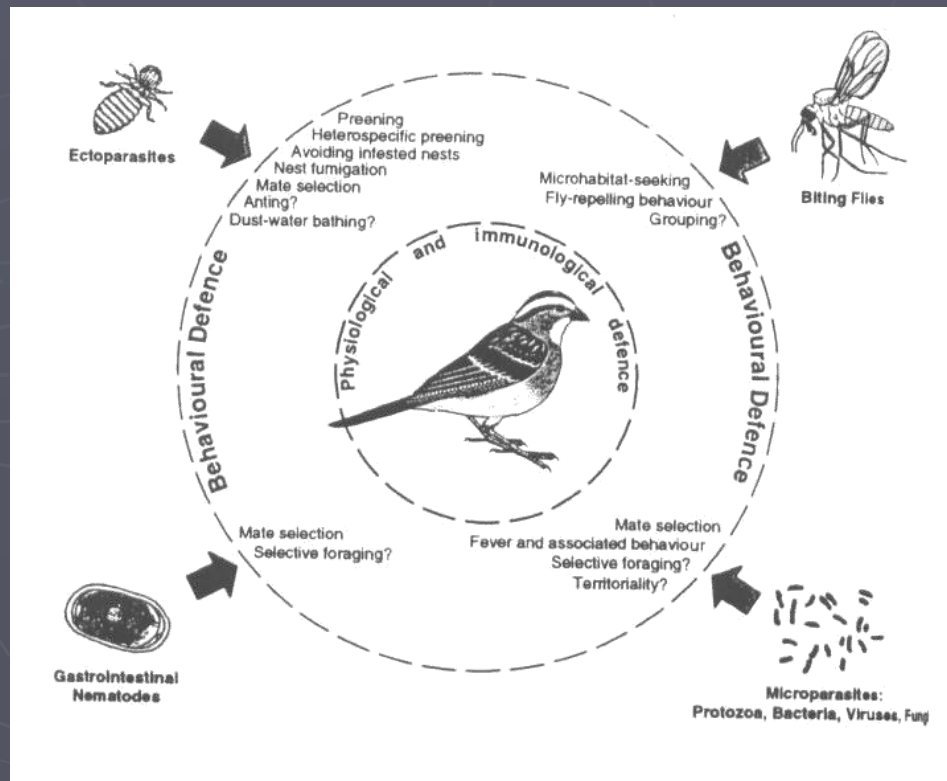 Ectoparasites
Preening
Heterospecific preening
Avoiding infested nests
Nest fumigation
Mate selection
Anting?
Dust-water bathing?
Biting Flies
Microhabitat-seeking
Fly-repelling behaviour
Grouping?
Behavioural Defence
Physiological and immunological defence
Behavioural Defence
Mate selection
Selective foraging?
Gastrointestinal
Nematodes
Mate selection
Fever and associated behaviour
Selective foraging?
Territoriality?
Microparasites:
Protozoa, Bacteria, Viruses, Fungi